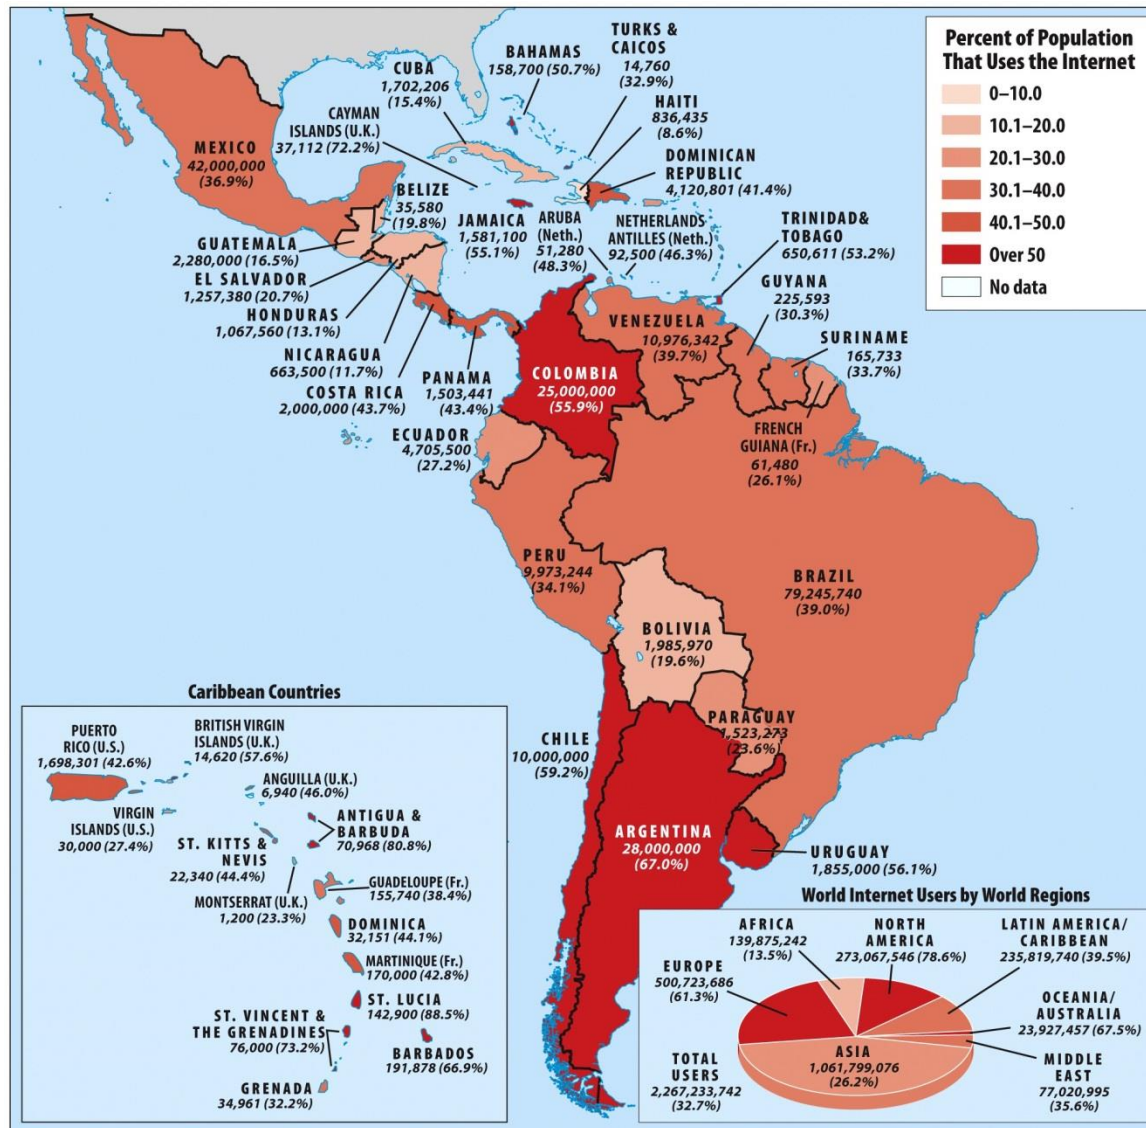 Percent of Population
That Uses the Internet
0–10.0
10.1–20.0
20.1–30.0
30.1–40.0
40.1–50.0
Over 50
No data
TURKS &
CAICOS
14,760
(32.9%)
BAHAMAS
158,700 (50.7%)
CUBA
1,702,206
(15.4%)
HAITI
836,435
(8.6%)
CAYMAN
ISLANDS (U.K.)
37,112 (72.2%)
MEXICO
42,000,000
(36.9%)
DOMINICAN
REPUBLIC
4,120,801 (41.4%)
BELIZE
35,580
(19.8%)
JAMAICA
1,581,100
(55.1%)
ARUBA
(Neth.)
51,280
(48.3%)
NETHERLANDS
ANTILLES (Neth.)
92,500 (46.3%)
TRINIDAD &
TOBAGO
650,611 (53.2%)
GUATEMALA
2,280,000 (16.5%)
EL SALVADOR
1,257,380 (20.7%)
HONDURAS
1,067,560 (13.1%)
NICARAGUA
663,500 (11.7%)
COSTA RICA
2,000,000 (43.7%)
PANAMA
1,503,441
(43.4%)
GUYANA
225,593
(30.3%)
VENEZUELA
10,976,342
(39.7%)
SURINAME
165,733
(33.7%)
COLOMBIA
25,000,000
(55.9%)
FRENCH
GUIANA (Fr.)
61,480
(26.1%)
ECUADOR
4,705,500
(27.2%)
PERU
9,973,244
(34.1%)
BRAZIL
79,245,740
(39.0%)
BOLIVIA
1,985,970
(19.6%)
PARAGUAY
1,523,273
(23.6%)
CHILE
10,000,000
(59.2%)
ARGENTINA
28,000,000
(67.0%)
URUGUAY
1,855,000 (56.1%)
Caribbean Countries
PUERTO
RICO (U.S.)
1,698,301 (42.6%)
BRITISH VIRGIN
ISLANDS (U.K.)
14,620 (57.6%)
ANGUILLA (U.K.)
6,940 (46.0%)
VIRGIN
ISLANDS (U.S.)
30,000 (27.4%)
ANTIGUA &
BARBUDA
70,968 (80.8%)
ST. KITTS &
NEVIS
22,340 (44.4%)
GUADELOUPE (Fr.)
155,740 (38.4%)
MONTSERRAT (U.K.)
1,200 (23.3%)
DOMINICA
32,151 (44.1%)
MARTINIQUE (Fr.)
170,000 (42.8%)
ST. LUCIA
142,900 (88.5%)
ST. VINCENT &
THE GRENADINES
76,000 (73.2%)
BARBADOS
191,878 (66.9%)
GRENADA
34,961 (32.2%)
World Internet Users by World Regions
AFRICA
139,875,242
(13.5%)
NORTH
AMERICA
273,067,546 (78.6%)
LATIN AMERICA/
CARIBBEAN
235,819,740 (39.5%)
EUROPE
500,723,686
(61.3%)
OCEANIA/
AUSTRALIA
23,927,457 (67.5%)
ASIA
1,061,799,076
(26.2%)
MIDDLE
EAST
77,020,995
(35.6%)
TOTAL
USERS
2,267,233,742
(32.7%)